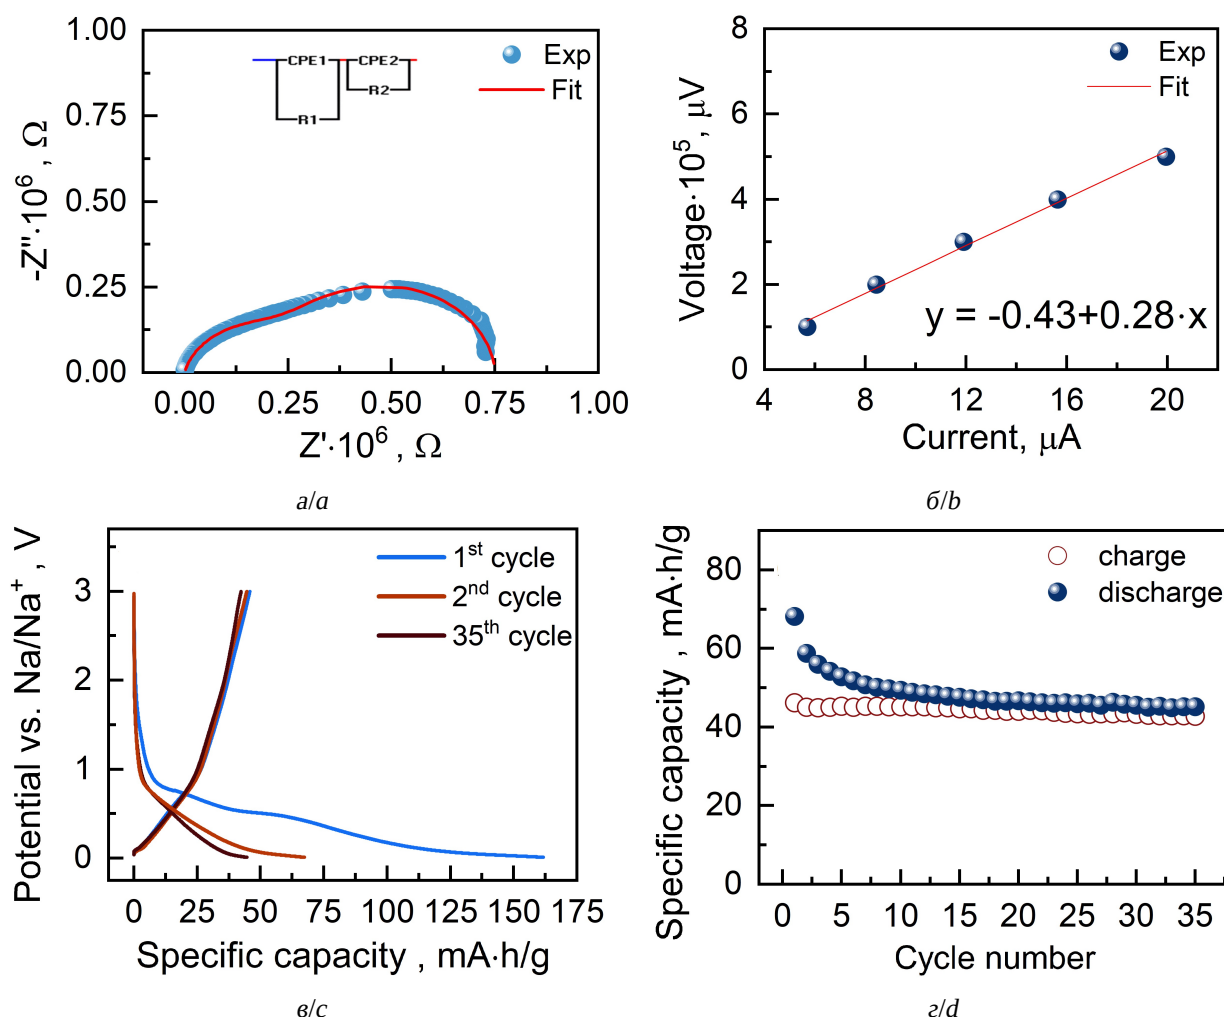 1.00
0.75
0.50
0.25
0.00
-Z''·10⁶ , Ω
CPE1
CPE2
R1
R2
Exp
Fit
0.00 0.25 0.50 0.75 1.00
Z'·10⁶ , Ω
а/a
8
6
4
2
0
Voltage·10⁵, μV
Exp
Fit
y = -0.43+0.28·x
4 8 12 16 20
Current, μA
б/b
3
2
1
0
Potential vs. Na/Na⁺ , V
1ˢᵗ cycle
2ⁿᵈ cycle
35ᵗʰ cycle
0 25 50 75 100 125 150 175
Specific capacity , mA·h/g
в/c
80
60
40
20
0
Specific capacity , mA·h/g
charge
discharge
0 5 10 15 20 25 30 35
Cycle number
г/d